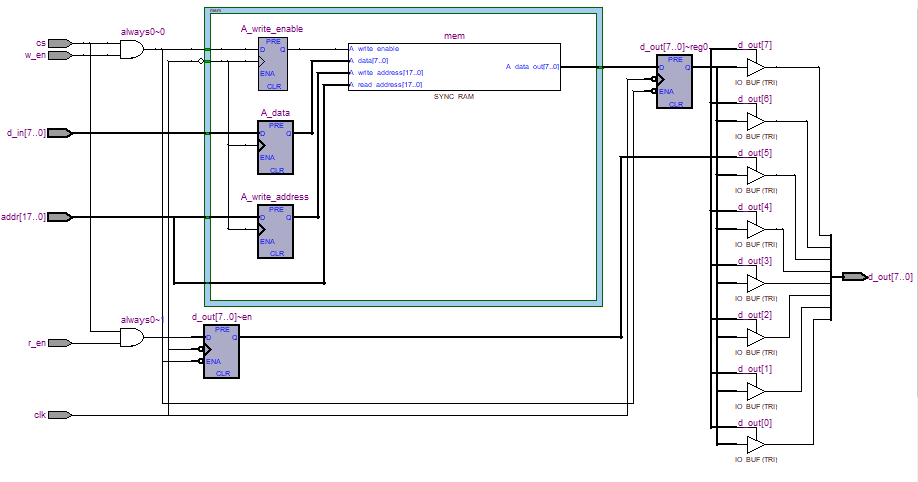 mem
always0~0
A_write_enable
mem
d_out[7..0]~reg0
d_out[7]
cs
w_en
PRE
D Q
ENA
CLR
A write enable
A data[7..0]
A write address[17..0]
A read address[17..0]
A data out[7..0]
SYNC RAM
PRE
D Q
ENA
CLR
IO BUF (TRI)
d_out[6]
IO BUF (TRI)
A_data
PRE
D Q
ENA
CLR
d_in[7..0]
d_out[5]
IO BUF (TRI)
A_write_address
PRE
D Q
ENA
CLR
addr[17..0]
d_out[4]
IO BUF (TRI)
d_out[3]
IO BUF (TRI)
d_out[7..0]
always0~1
d_out[7..0]~en
PRE
D Q
ENA
CLR
r_en
d_out[2]
IO BUF (TRI)
d_out[1]
IO BUF (TRI)
clk
d_out[0]
IO BUF (TRI)